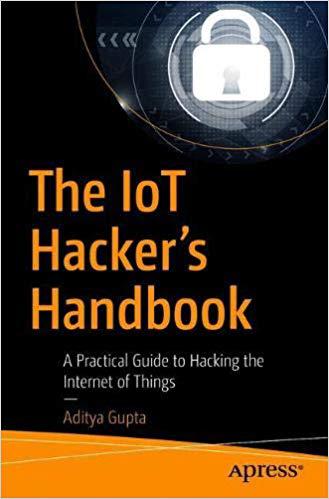 The IoT
Hacker's
Handbook
A Practical Guide to Hacking the
Internet of Things
—
Aditya Gupta
Apress®